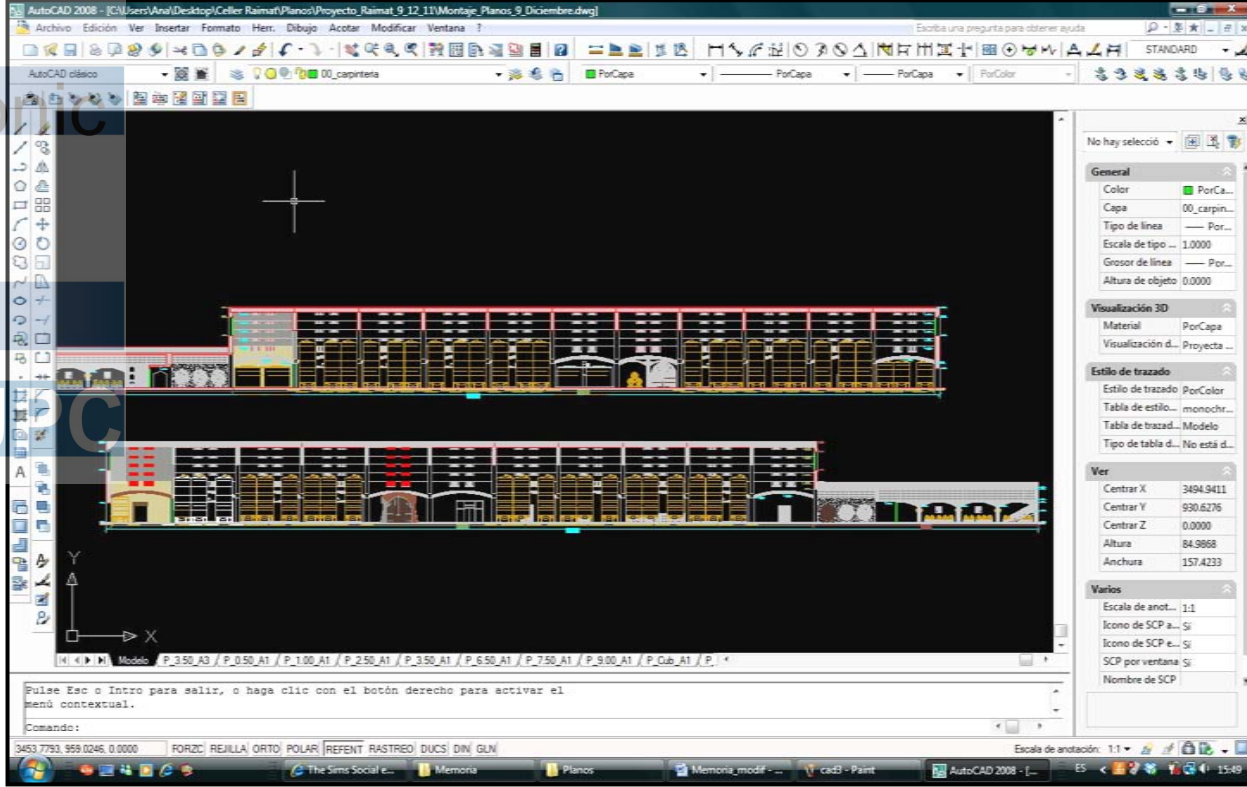 AutoCAD 2008 - [C:\Users\Ana\Desktop\Celler Raimat\Planos\Proyecto_Raimat_9_12_11\Montaje_Planos_9_Diciembre.dwg]
Archivo Edición Ver Insertar Formato Herr. Dibujo Acotar Modificar Ventana ? Escriba una pregunta para obtener ayuda
STANDARD
AutoCAD clásico 00_carpinteria PorCapa PorCapa PorCapa PorColor
onic
No hay selecció
General
Color PorCa...
Capa 00_carpin...
Tipo de línea Por...
Escala de tipo ... 1.0000
Grosor de línea Por...
Altura de objeto 0.0000
Visualización 3D
Material PorCapa
Visualización d... Proyecta ...
Estilo de trazado
Estilo de trazado PorColor
Tabla de estilo... monochr...
Tabla de trazad... Modelo
Tipo de tabla d... No está d...
UPC
Ver
Centrar X 3494.9411
Centrar Y 930.6276
Centrar Z 0.0000
Altura 84.9868
Anchura 157.4233
Varios
Escala de anot... 1:1
Icono de SCP a... Sí
Icono de SCP e... Sí
SCP por ventana Sí
Nombre de SCP
Y
X
Modelo P_3.50_A3 P_0.50_A1 P_1.00_A1 P_2.50_A1 P_3.50_A1 P_6.50_A1 P_7.50_A1 P_9.00_A1 P_Cub_A1 P_
Pulse Esc o Intro para salir, o haga clic con el botón derecho para activar el
menú contextual.
Comando:
3453.7793, 959.0246, 0.0000 FORZC REJILLA ORTO POLAR REFENT RASTREO DUCS DIN GLN Escala de anotación: 1:1
The Sims Social e... Memoria Planos Memoria_modif - ... cad3 - Paint AutoCAD 2008 - [... ES 15:49